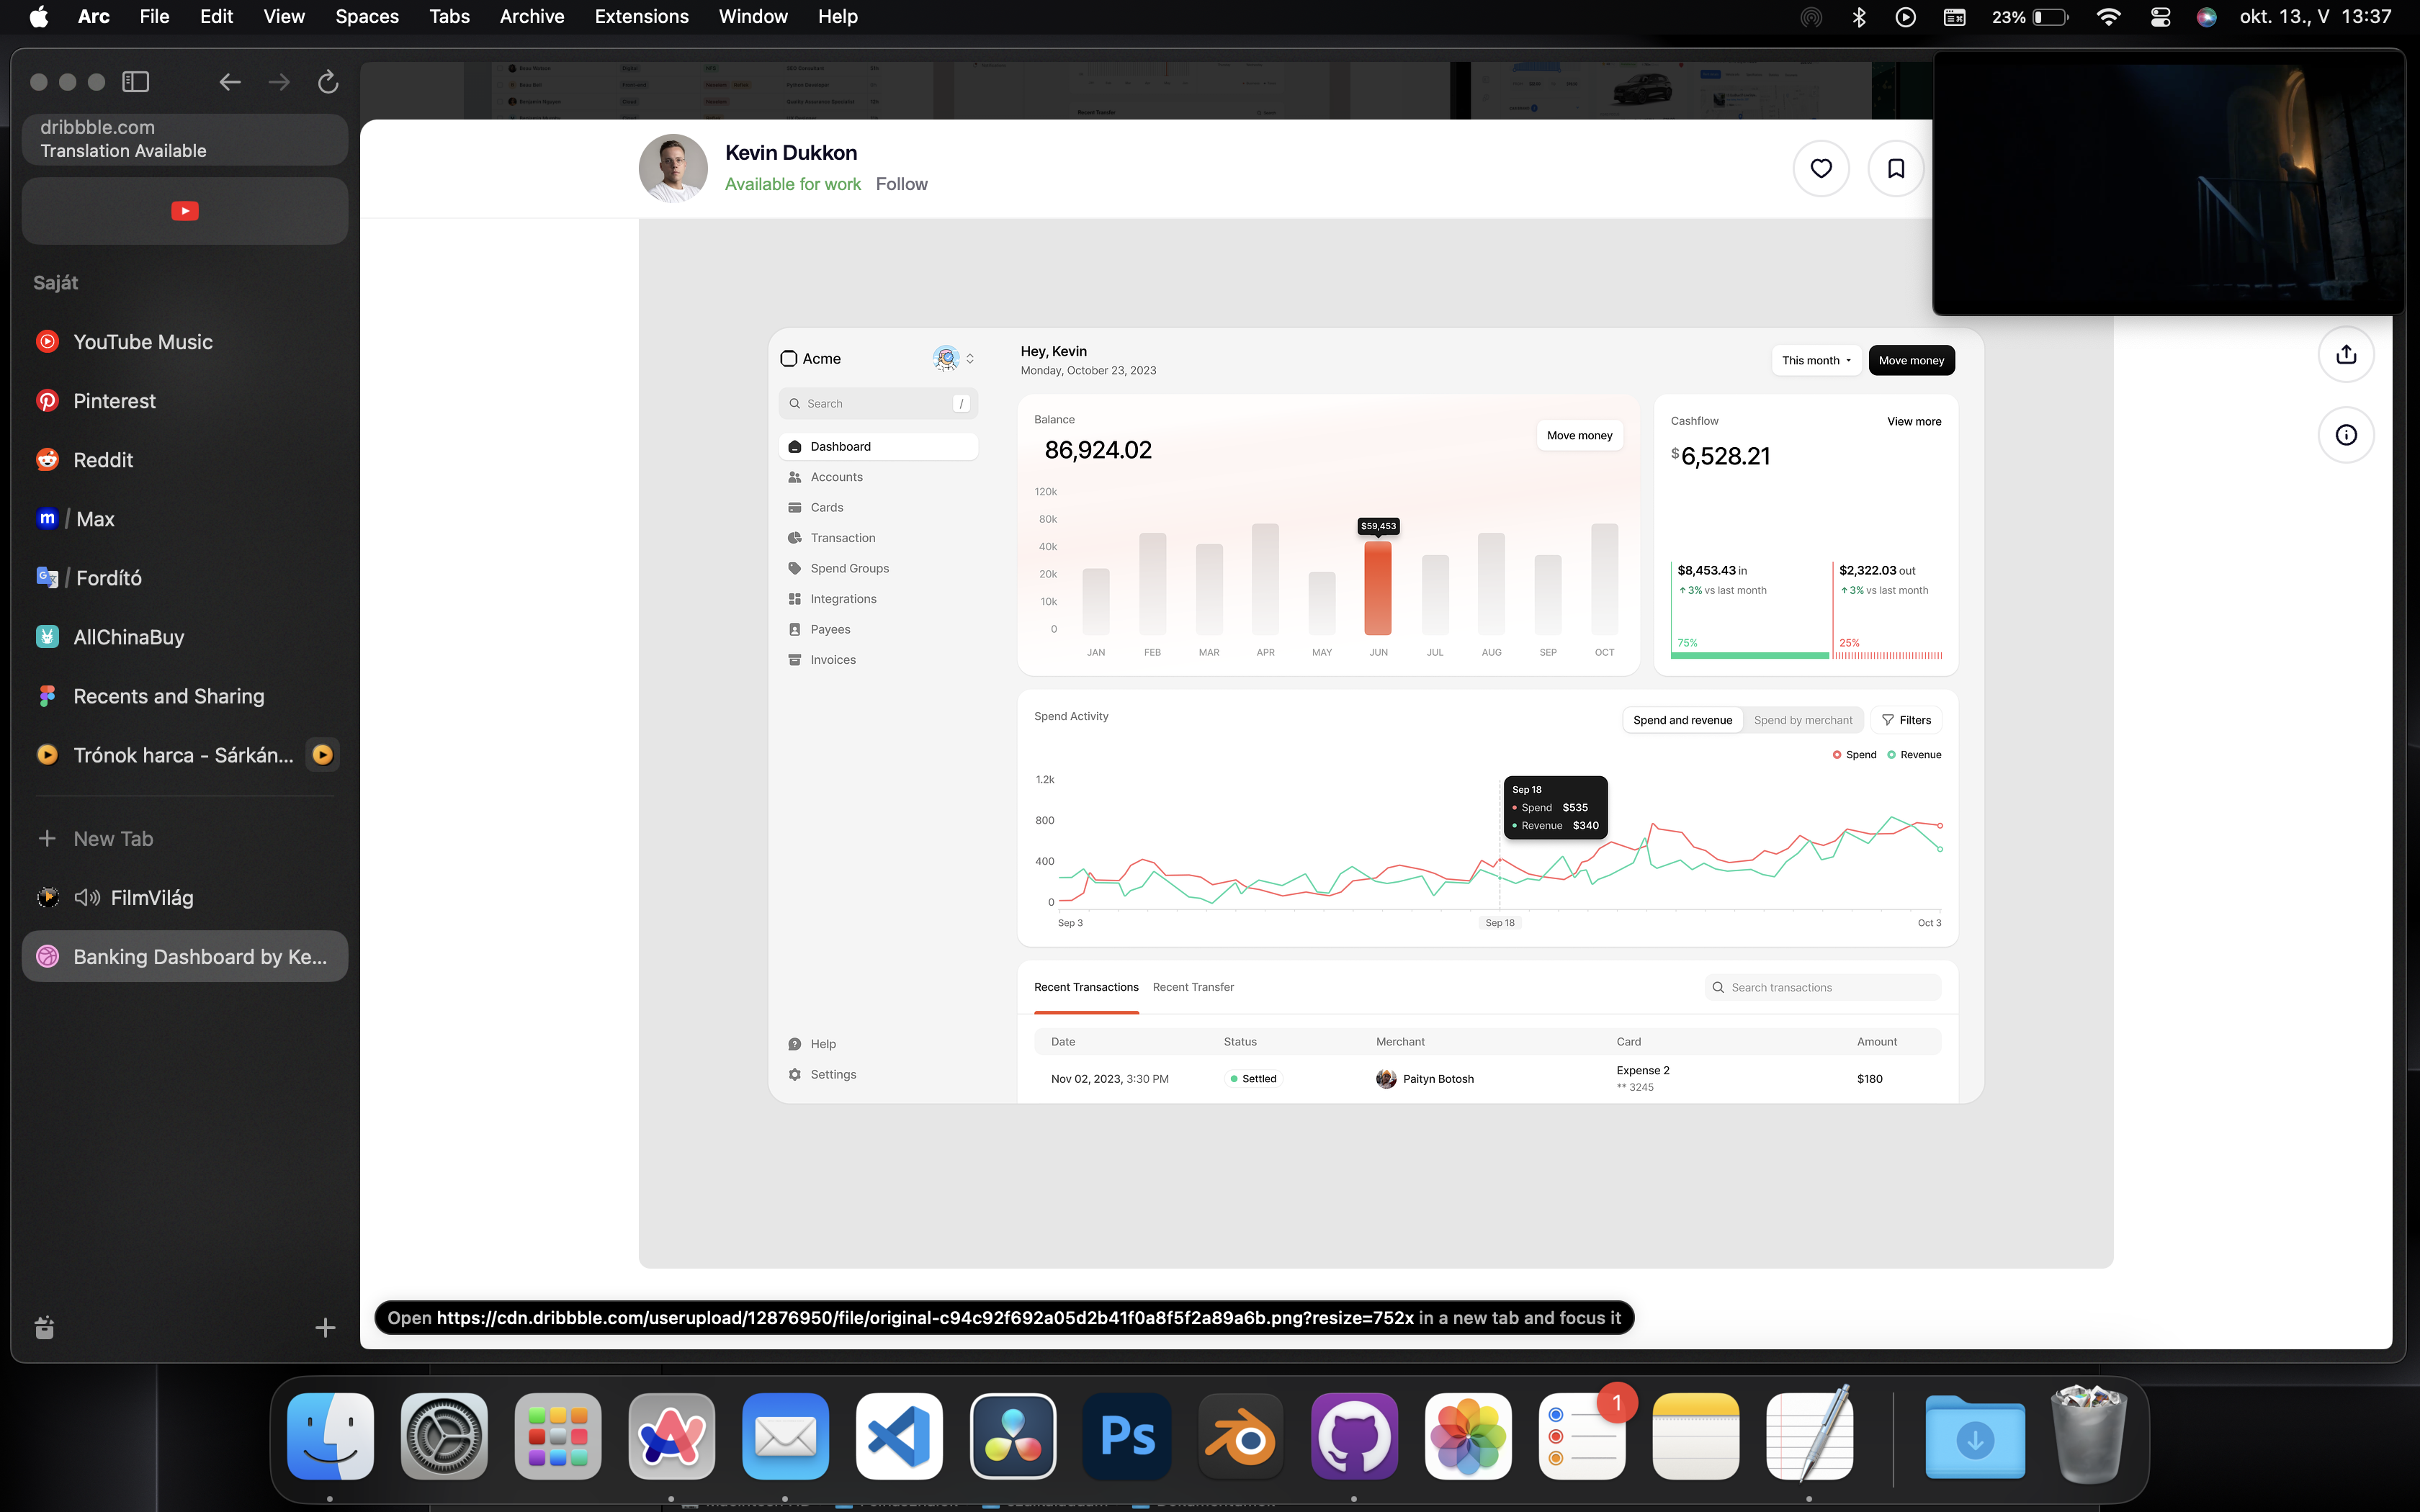 Arc File Edit View Spaces Tabs Archive Extensions Window Help
23% okt. 13., V 13:37
dribbble.com
Translation Available
Saját
YouTube Music
Pinterest
Reddit
m / Max
/ Fordító
AllChinaBuy
Recents and Sharing
Trónok harca - Sárkán...
New Tab
FilmVilág
Banking Dashboard by Ke...
Recent Transfer
Kevin Dukkon
Available for work Follow
Acme
Search /
Dashboard
Accounts
Cards
Transaction
Spend Groups
Integrations
Payees
Invoices
Help
Settings
Hey, Kevin
Monday, October 23, 2023
This month Move money
Balance
86,924.02
Move money
120k
80k
40k
20k
10k
0
$59,453
JAN FEB MAR APR MAY JUN JUL AUG SEP OCT
Cashflow View more
$6,528.21
$8,453.43 in
↑ 3% vs last month
75%
$2,322.03 out
↑ 3% vs last month
25%
Spend Activity
Spend and revenue Spend by merchant Filters
Spend Revenue
1.2k
800
400
0
Sep 18
Spend $535
Revenue $340
Sep 3 Sep 18 Oct 3
Recent Transactions Recent Transfer Search transactions
Date Status Merchant Card Amount
Nov 02, 2023, 3:30 PM Settled Paityn Botosh Expense 2 $180
** 3245
Open https://cdn.dribbble.com/userupload/12876950/file/original-c94c92f692a05d2b41f0a8f5f2a89a6b.png?resize=752x in a new tab and focus it
Ps
1